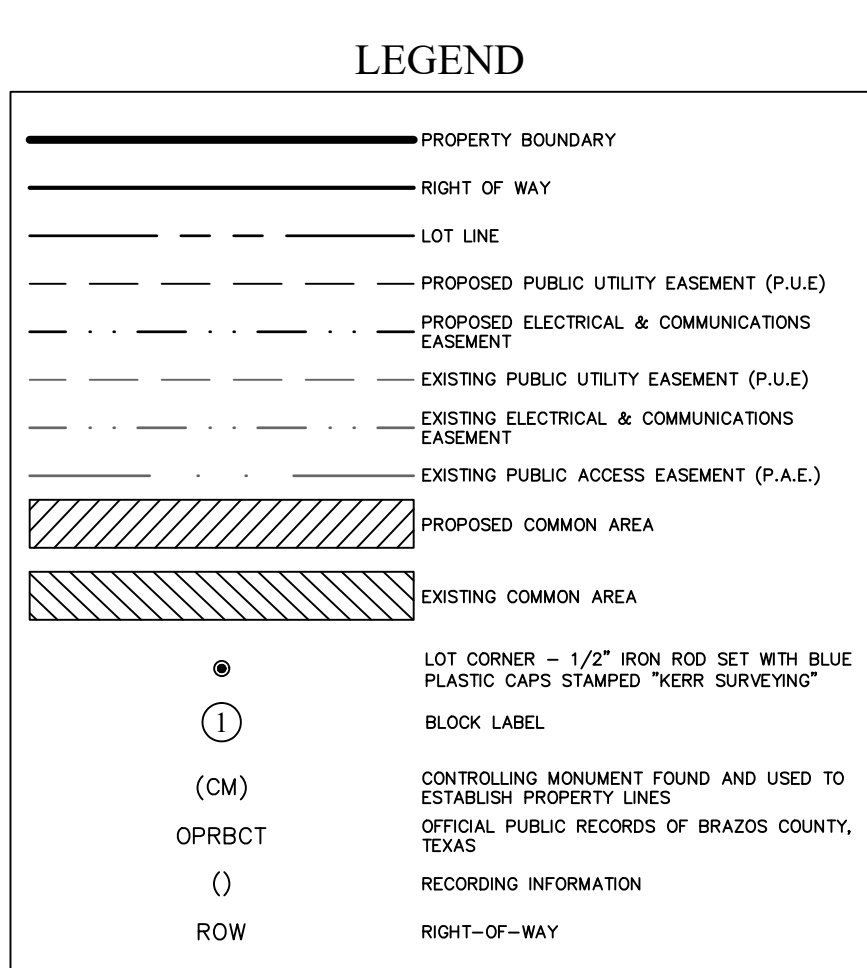 LEGEND
PROPERTY BOUNDARY
RIGHT OF WAY
LOT LINE
PROPOSED PUBLIC UTILITY EASEMENT (P.U.E)
PROPOSED ELECTRICAL & COMMUNICATIONS
EASEMENT
EXISTING PUBLIC UTILITY EASEMENT (P.U.E)
EXISTING ELECTRICAL & COMMUNICATIONS
EASEMENT
EXISTING PUBLIC ACCESS EASEMENT (P.A.E.)
PROPOSED COMMON AREA
EXISTING COMMON AREA
LOT CORNER – 1/2" IRON ROD SET WITH BLUE
PLASTIC CAPS STAMPED "KERR SURVEYING"
1 BLOCK LABEL
(CM) CONTROLLING MONUMENT FOUND AND USED TO
ESTABLISH PROPERTY LINES
OPRBCT OFFICIAL PUBLIC RECORDS OF BRAZOS COUNTY,
TEXAS
() RECORDING INFORMATION
ROW RIGHT–OF–WAY